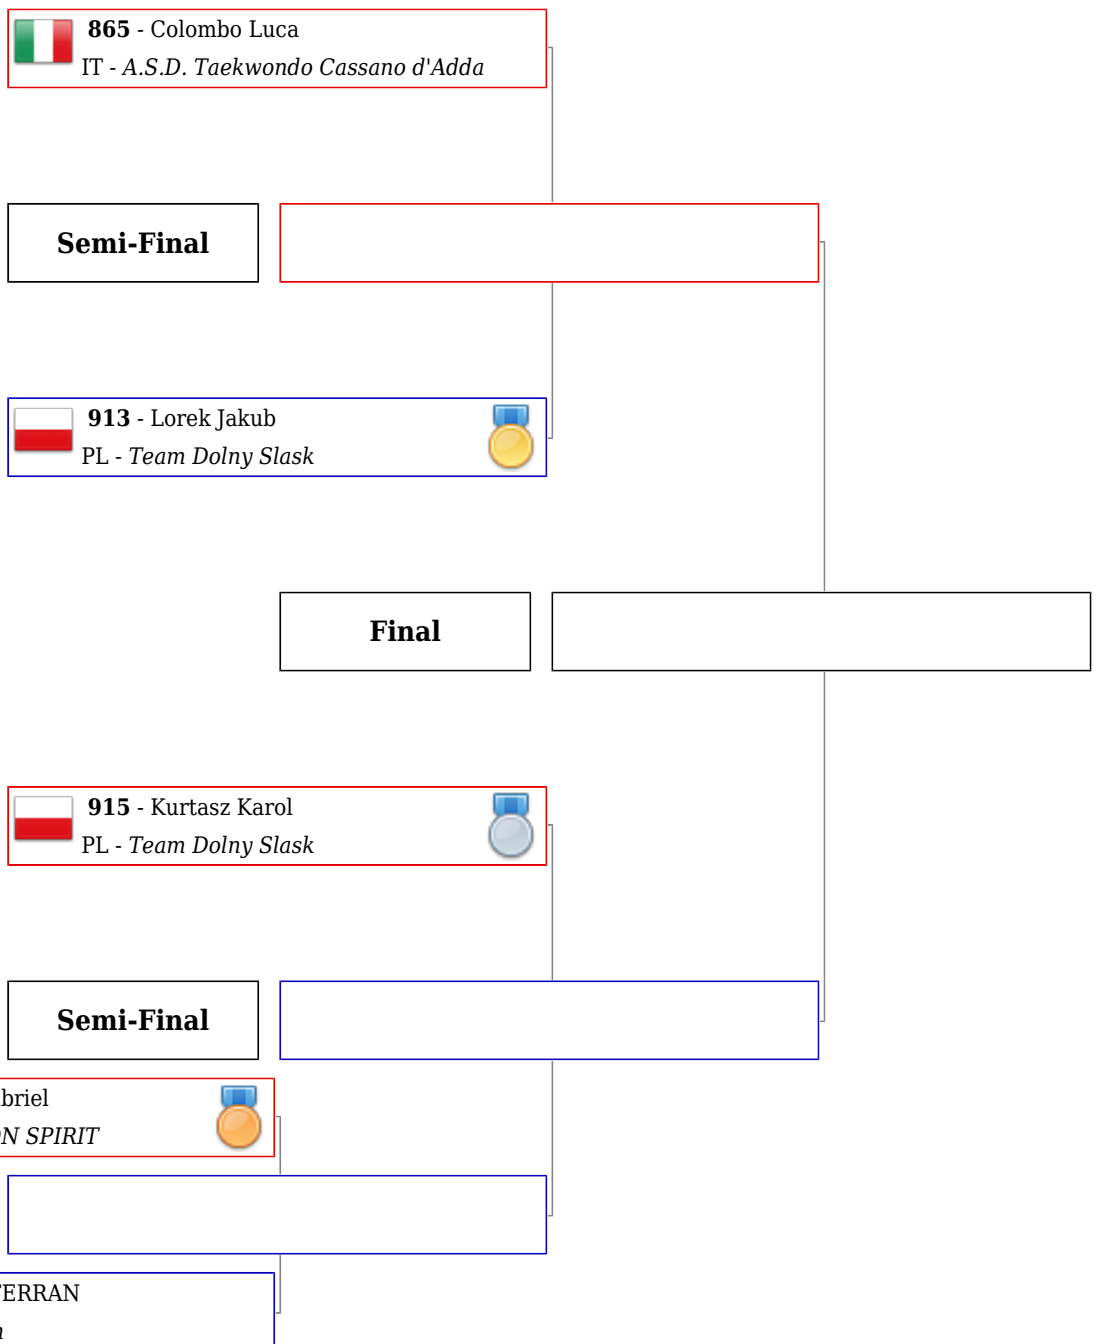 865 - Colombo Luca
IT - A.S.D. Taekwondo Cassano d'Adda
Semi-Final
913 - Lorek Jakub
PL - Team Dolny Slask
Final
915 - Kurtasz Karol
PL - Team Dolny Slask
Semi-Final
briel
N SPIRIT
ERRAN